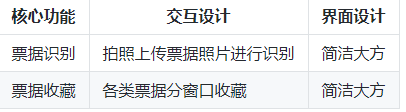 核心功能 交互设计 界面设计
票据识别 拍照上传票据照片进行识别 简洁大方
票据收藏 各类票据分窗口收藏 简洁大方